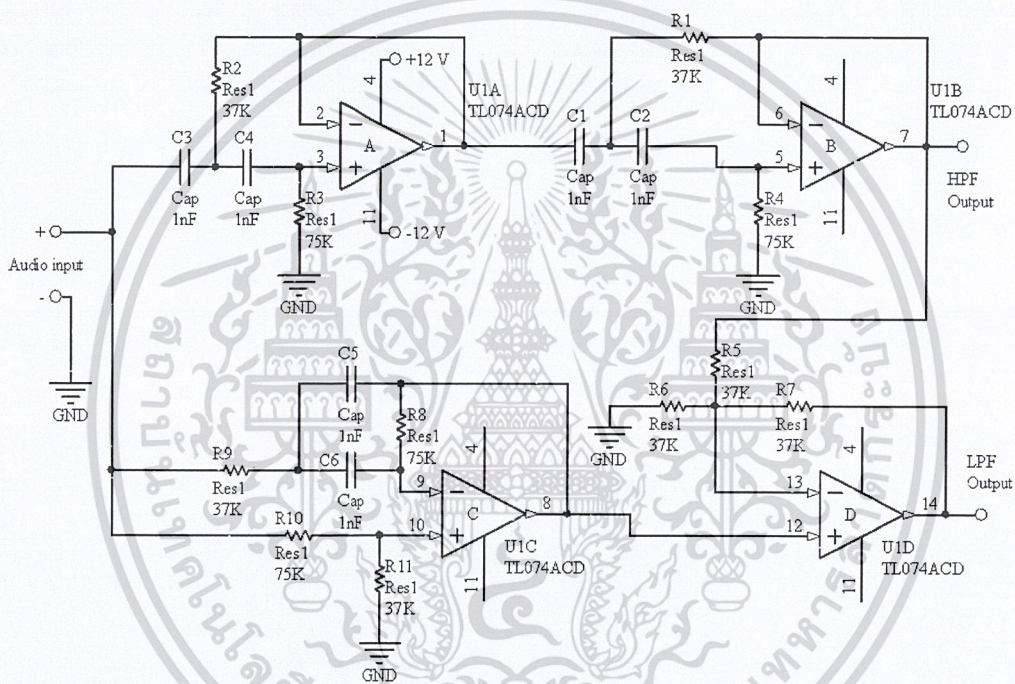 R1
Res1
37K
R2
Res1
37K
+12 V
4
U1A
TL074ACD
2
A
1
3
11
-12 V
C3
Cap
1nF
C4
Cap
1nF
R3
Res1
75K
GND
C1
Cap
1nF
C2
Cap
1nF
4
U1B
TL074ACD
6
B
7
5
11
R4
Res1
75K
GND
HPF
Output
+
Audio input
-
GND
R5
Res1
37K
R6
Res1
37K
GND
R7
Res1
37K
C5
Cap
1nF
R8
Res1
75K
C6
Cap
1nF
R9
Res1
37K
R10
Res1
75K
R11
Res1
37K
GND
4
9
C
8
10
11
U1C
TL074ACD
4
13
D
14
12
11
U1D
TL074ACD
LPF
Output